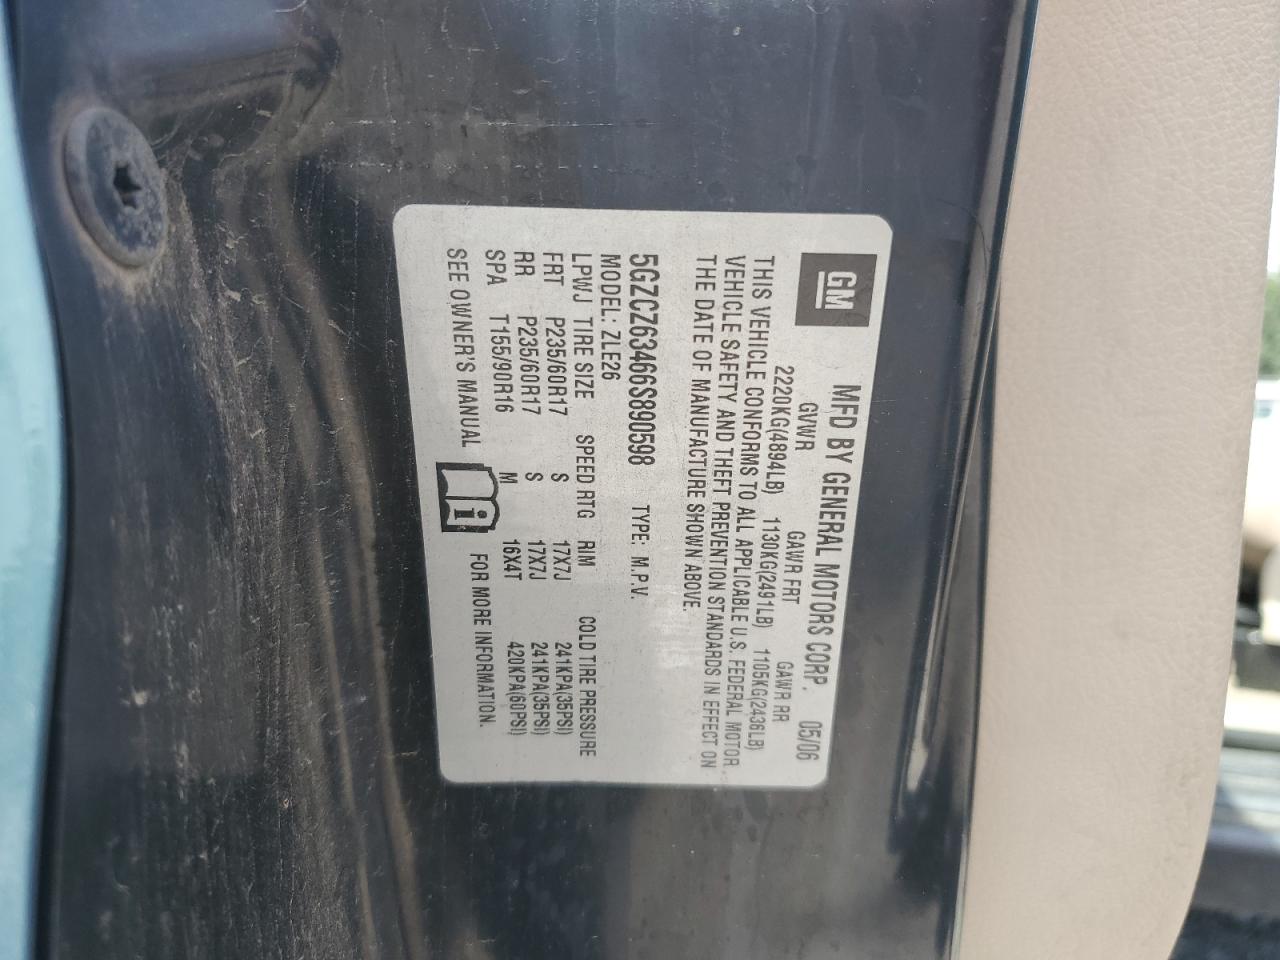 GM
MFD BY GENERAL MOTORS CORP. 05/06
GVWR GAWR FRT GAWR RR
2220KG(4894LB) 1130KG(2491LB) 1105KG(2436LB)
THIS VEHICLE CONFORMS TO ALL APPLICABLE U.S. FEDERAL MOTOR
VEHICLE SAFETY AND THEFT PREVENTION STANDARDS IN EFFECT ON
THE DATE OF MANUFACTURE SHOWN ABOVE.
5GZCZ63466S890598 TYPE: M.P.V.
MODEL: ZLE26
LPWJ TIRE SIZE SPEED RTG RIM COLD TIRE PRESSURE
FRT P235/60R17 S 17X7J 241KPA(35PSI)
RR P235/60R17 S 17X7J 241KPA(35PSI)
SPA T155/90R16 M 16X4T 420KPA(60PSI)
SEE OWNER'S MANUAL i FOR MORE INFORMATION.